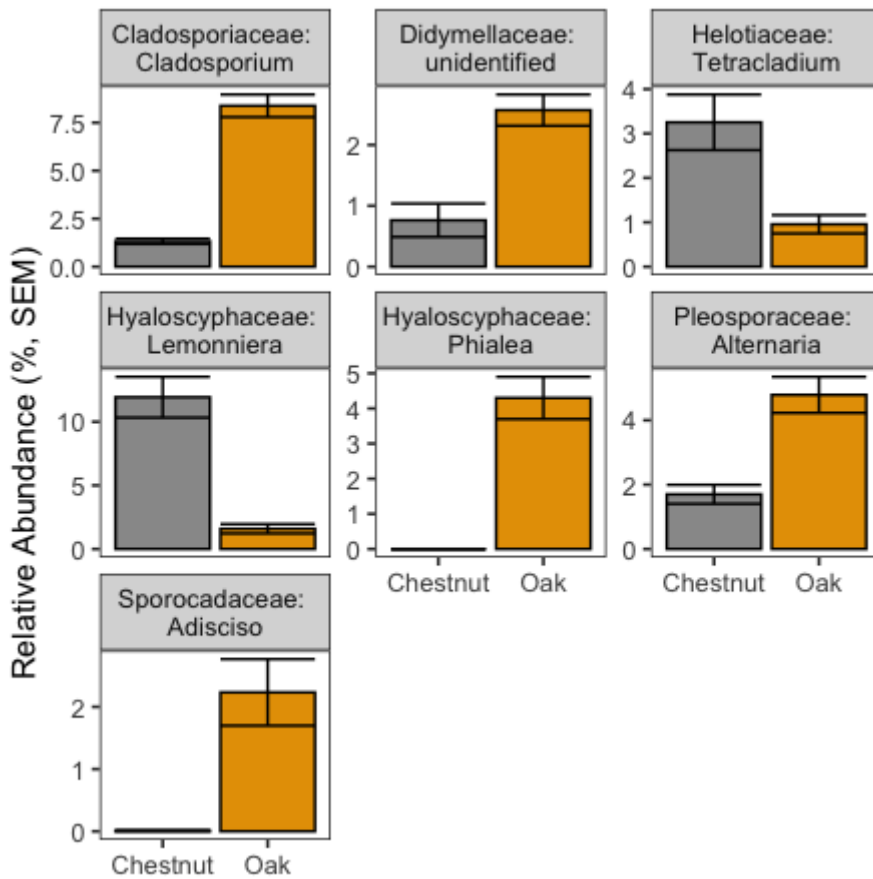 Relative Abundance (%, SEM)
Cladosporiaceae:
Cladosporium
7.5
5.0
2.5
0.0
Didymellaceae:
unidentified
2
1
0
Helotiaceae:
Tetracladium
4
3
2
1
0
Hyaloscyphaceae:
Lemonniera
10
5
0
Hyaloscyphaceae:
Phialea
5
4
3
2
1
0
Chestnut Oak
Pleosporaceae:
Alternaria
4
2
0
Chestnut Oak
Sporocadaceae:
Adisciso
2
1
0
Chestnut Oak